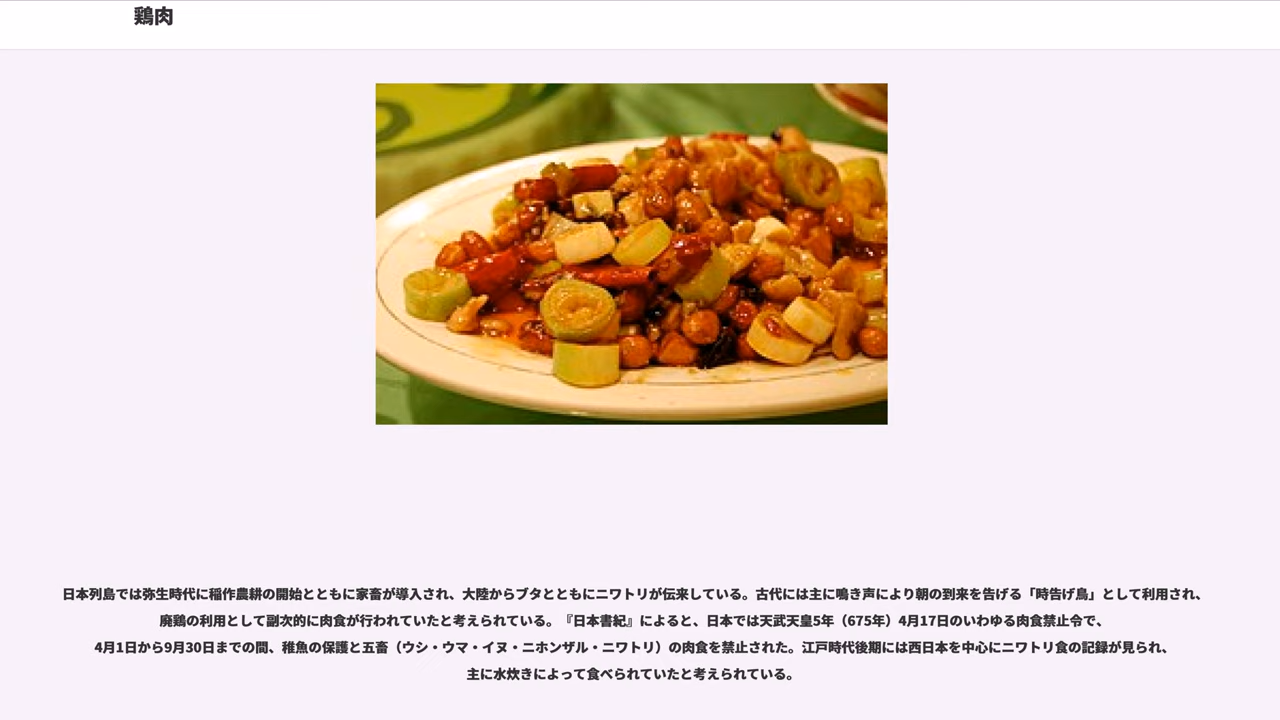 鶏肉
日本列島では弥生時代に稲作農耕の開始とともに家畜が導入され、大陸からブタとともにニワトリが伝来している。古代には主に鳴き声により朝の到来を告げる「時告げ鳥」として利用され、
廃鶏の利用として副次的に肉食が行われていたと考えられている。『日本書紀』によると、日本では天武天皇5年（675年）4月17日のいわゆる肉食禁止令で、
4月1日から9月30日までの間、稚魚の保護と五畜（ウシ・ウマ・イヌ・ニホンザル・ニワトリ）の肉食を禁止された。江戸時代後期には西日本を中心にニワトリ食の記録が見られ、
主に水炊きによって食べられていたと考えられている。